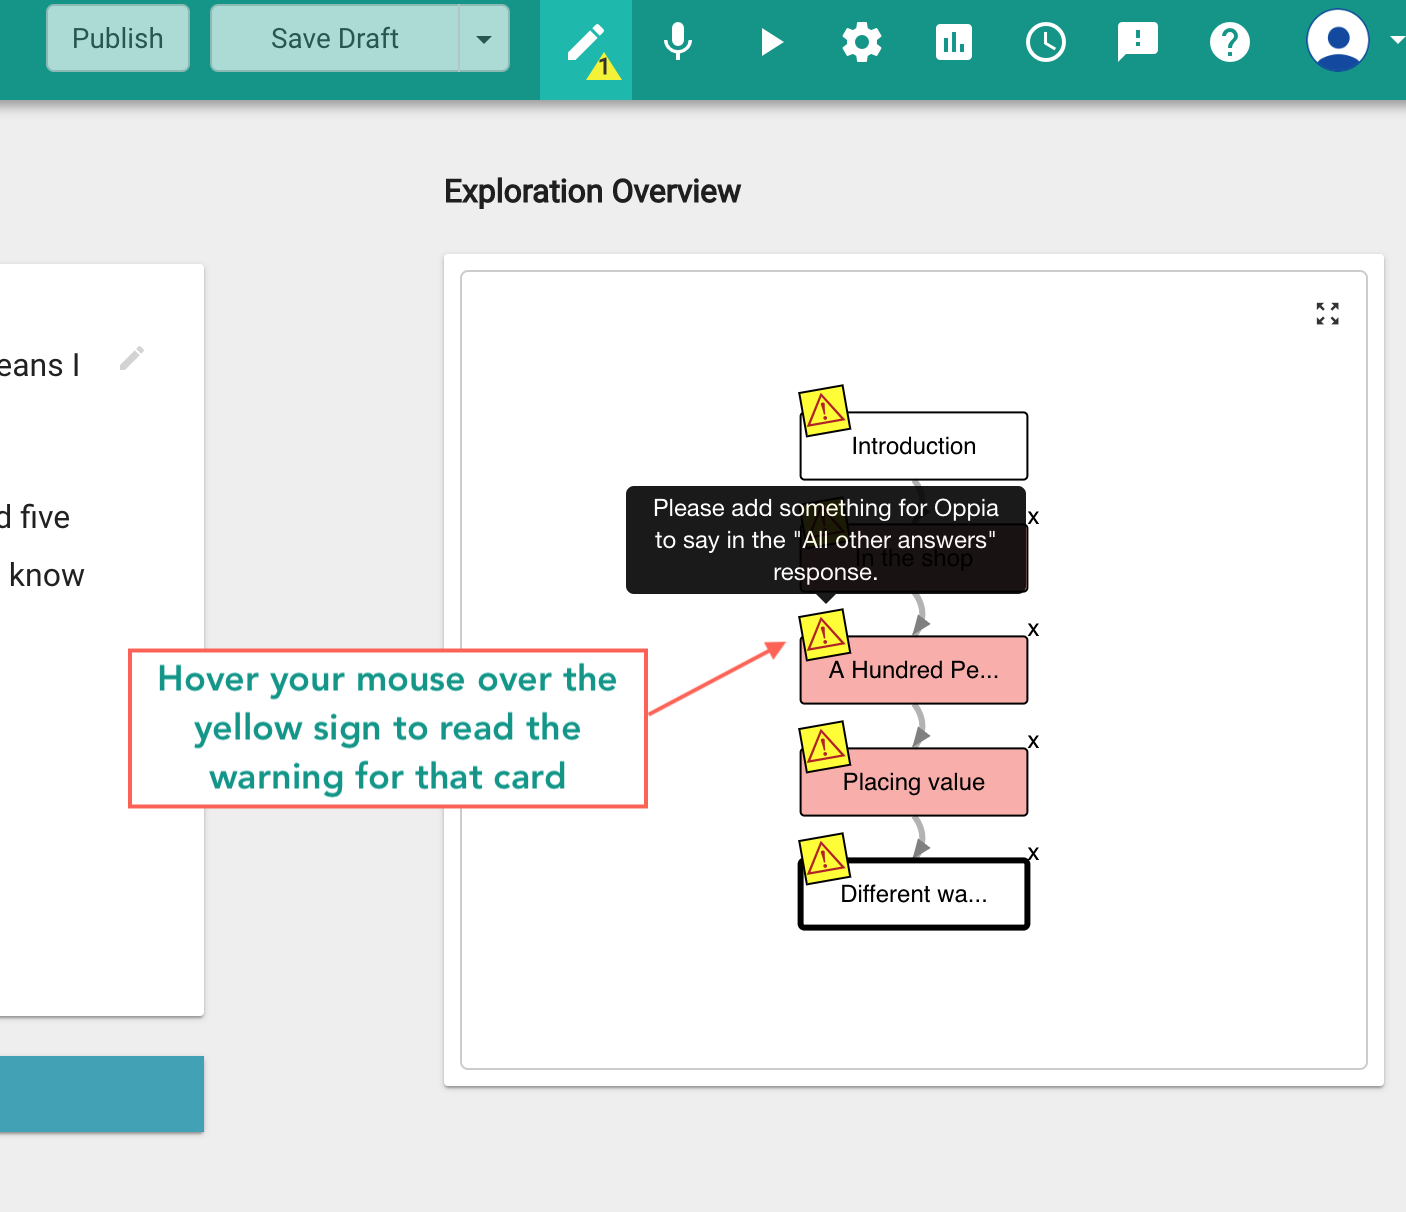 Publish
Save Draft
1
Exploration Overview
eans I
d five
know
Introduction
Please add something for Oppia
to say in the "All other answers"
response.
x
In the shop
x
A Hundred Pe...
Hover your mouse over the
yellow sign to read the
warning for that card
x
Placing value
x
Different wa...